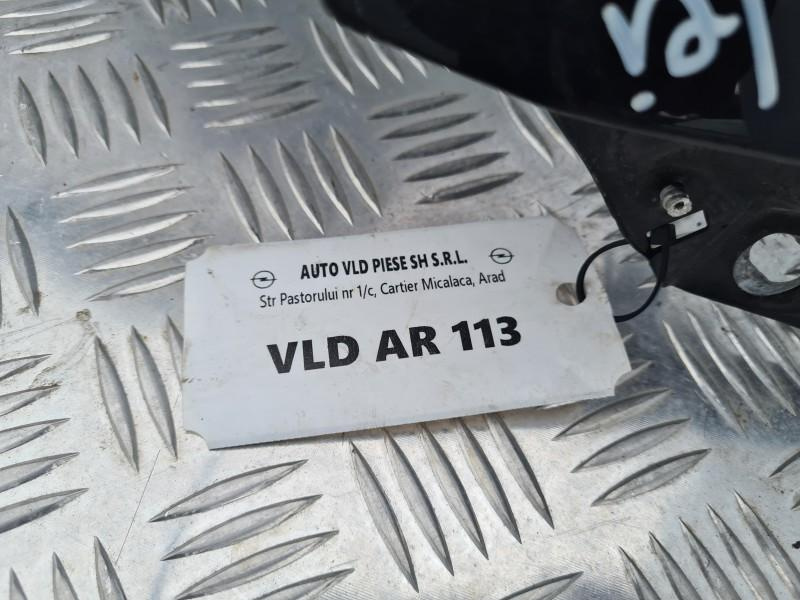 AUTO VLD PIESE SH S.R.L.
Str Pastorului nr 1/c, Cartier Micalaca, Arad
VLD AR 113